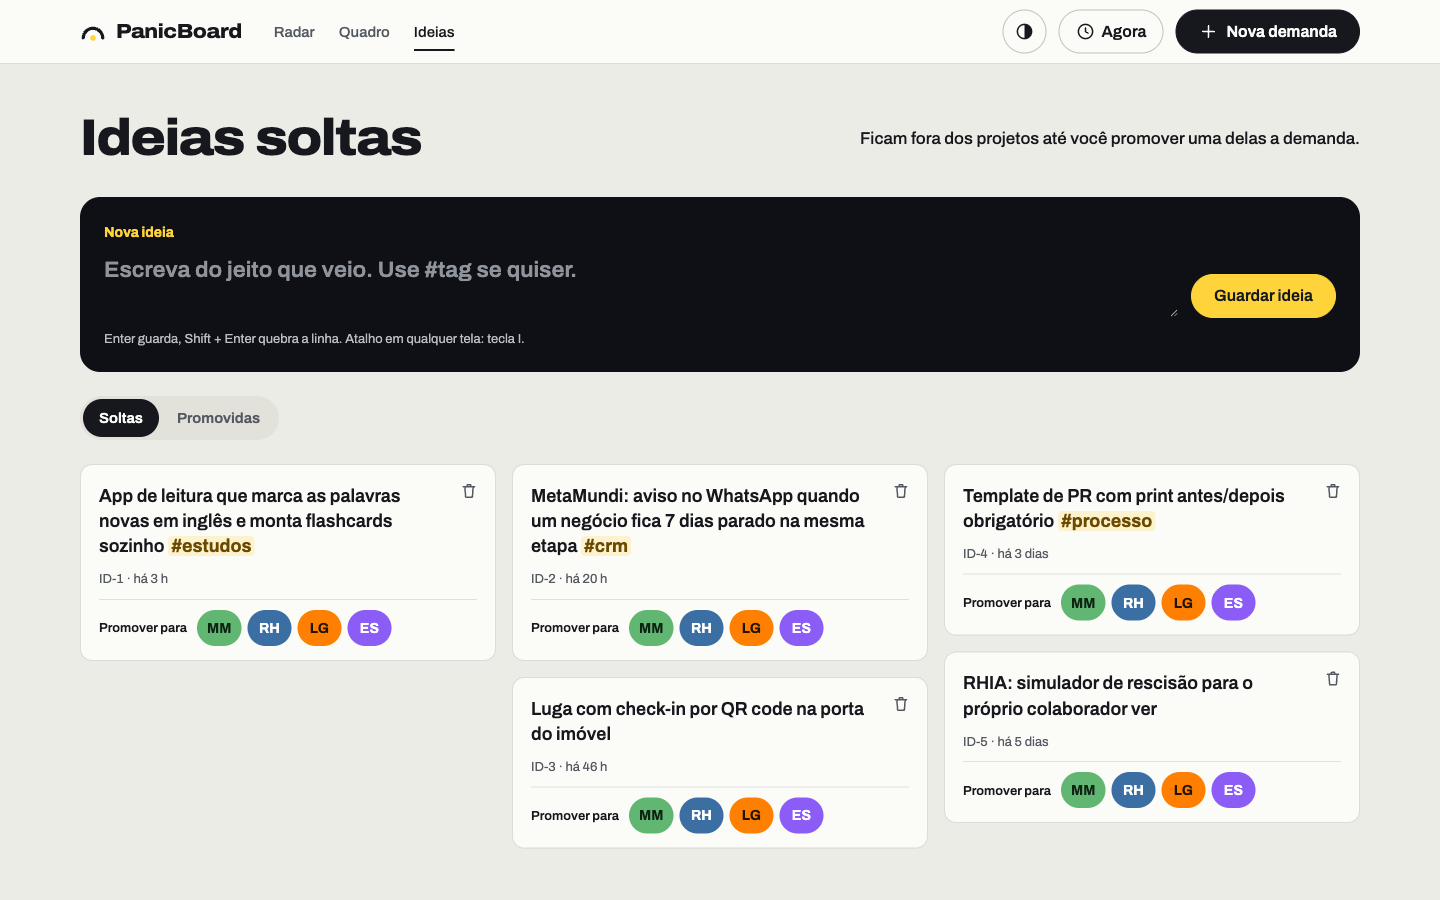 PanicBoard
Radar
Quadro
Ideias
Agora
Nova demanda
Ideias soltas
Ficam fora dos projetos até você promover uma delas a demanda.
Nova ideia
Escreva do jeito que veio. Use #tag se quiser.
Guardar ideia
Enter guarda, Shift + Enter quebra a linha. Atalho em qualquer tela: tecla I.
Soltas
Promovidas
App de leitura que marca as palavras
novas em inglês e monta flashcards
sozinho #estudos
ID-1 · há 3 h
Promover para MM RH LG ES
MetaMundi: aviso no WhatsApp quando
um negócio fica 7 dias parado na mesma
etapa #crm
ID-2 · há 20 h
Promover para MM RH LG ES
Luga com check-in por QR code na porta
do imóvel
ID-3 · há 46 h
Promover para MM RH LG ES
Template de PR com print antes/depois
obrigatório #processo
ID-4 · há 3 dias
Promover para MM RH LG ES
RHIA: simulador de rescisão para o
próprio colaborador ver
ID-5 · há 5 dias
Promover para MM RH LG ES